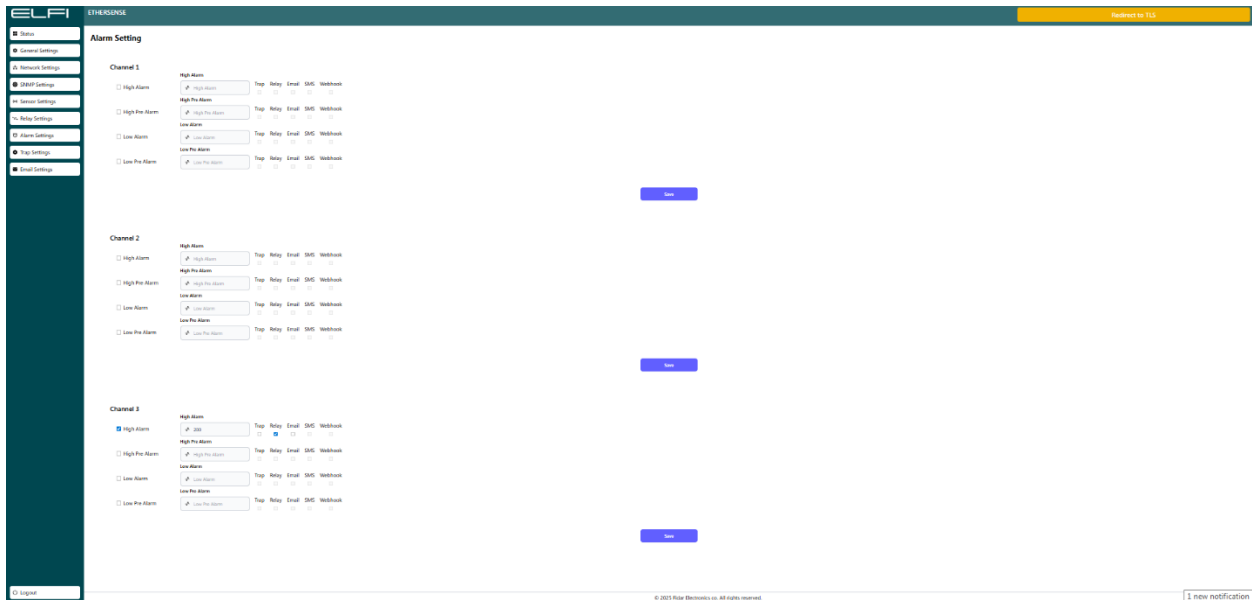 ELFI
ETHERSENSE
Redirect to TLS
Status
General Settings
Network Settings
SNMP Settings
Sensor Settings
Relay Settings
Alarm Settings
Trap Settings
Email Settings
Logout
Alarm Setting
Channel 1
High Alarm
High Alarm High Alarm Trap Relay Email SMS Webhook
High Pre Alarm
High Pre Alarm High Pre Alarm Trap Relay Email SMS Webhook
Low Alarm
Low Alarm Low Alarm Trap Relay Email SMS Webhook
Low Pre Alarm
Low Pre Alarm Low Pre Alarm Trap Relay Email SMS Webhook
Save
Channel 2
High Alarm
High Alarm High Alarm Trap Relay Email SMS Webhook
High Pre Alarm
High Pre Alarm High Pre Alarm Trap Relay Email SMS Webhook
Low Alarm
Low Alarm Low Alarm Trap Relay Email SMS Webhook
Low Pre Alarm
Low Pre Alarm Low Pre Alarm Trap Relay Email SMS Webhook
Save
Channel 3
High Alarm
High Alarm 200 Trap Relay Email SMS Webhook
High Pre Alarm
High Pre Alarm High Pre Alarm Trap Relay Email SMS Webhook
Low Alarm
Low Alarm Low Alarm Trap Relay Email SMS Webhook
Low Pre Alarm
Low Pre Alarm Low Pre Alarm Trap Relay Email SMS Webhook
Save
© 2025 Electronics co. All rights reserved.
1 new notification